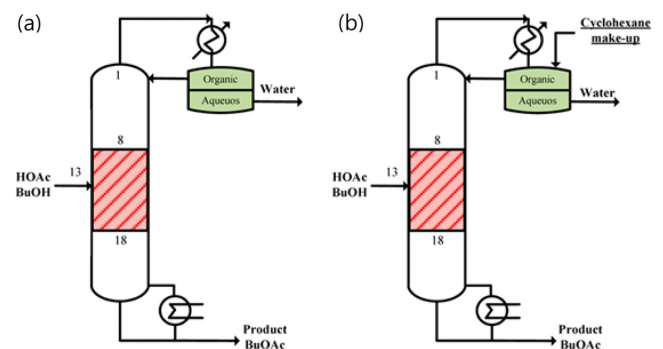 (a)
1
Organic
Aqueuos
Water
8
13
HOAc
BuOH
18
Product
BuOAc
(b)
Cyclohexane
make-up
1
Organic
Aqueuos
Water
8
13
HOAc
BuOH
18
Product
BuOAc